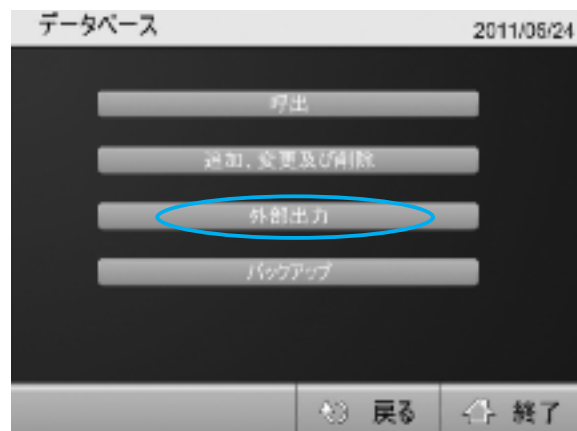 データベース 2011/06/24
呼出
追加、変更及び削除
外部出力
バックアップ
戻る 終了